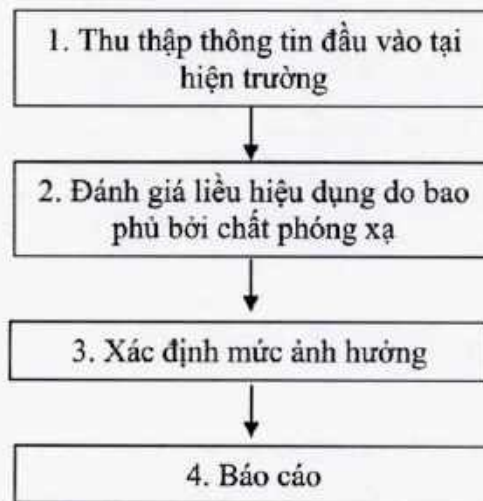 1. Thu thập thông tin đầu vào tại
hiện trường
2. Đánh giá liều hiệu dụng do bao
phủ bởi chất phóng xạ
3. Xác định mức ảnh hưởng
4. Báo cáo